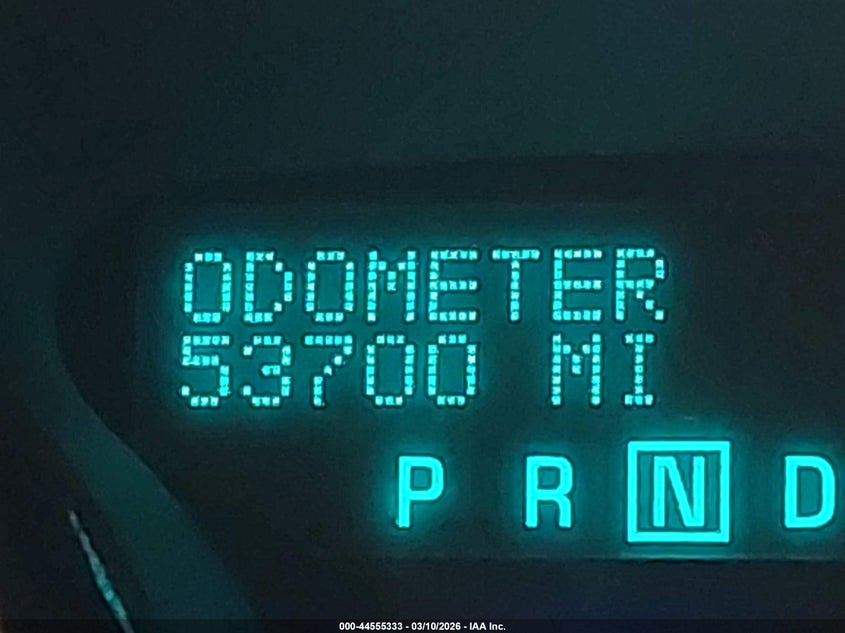 ODOMETER
53700 MI
P R N D
000-44555333 - 03/10/2026 - IAA Inc.